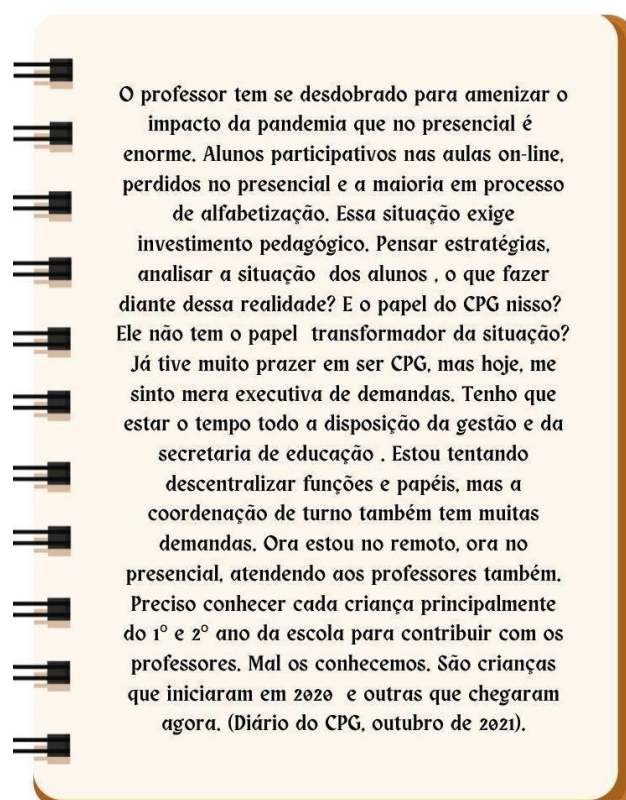 O professor tem se desdobrado para amenizar o
impacto da pandemia que no presencial é
enorme. Alunos participativos nas aulas on-line,
perdidos no presencial e a maioria em processo
de alfabetização. Essa situação exige
investimento pedagógico. Pensar estratégias,
analisar a situação dos alunos , o que fazer
diante dessa realidade? E o papel do CPG nisso?
Ele não tem o papel transformador da situação?
Já tive muito prazer em ser CPG, mas hoje, me
sinto mera executiva de demandas. Tenho que
estar o tempo todo a disposição da gestão e da
secretaria de educação . Estou tentando
descentralizar funções e papéis, mas a
coordenação de turno também tem muitas
demandas. Ora estou no remoto, ora no
presencial, atendendo aos professores também.
Preciso conhecer cada criança principalmente
do 1° e 2° ano da escola para contribuir com os
professores. Mal os conhecemos. São crianças
que iniciaram em 2020 e outras que chegaram
agora. (Diário do CPG, outubro de 2021).